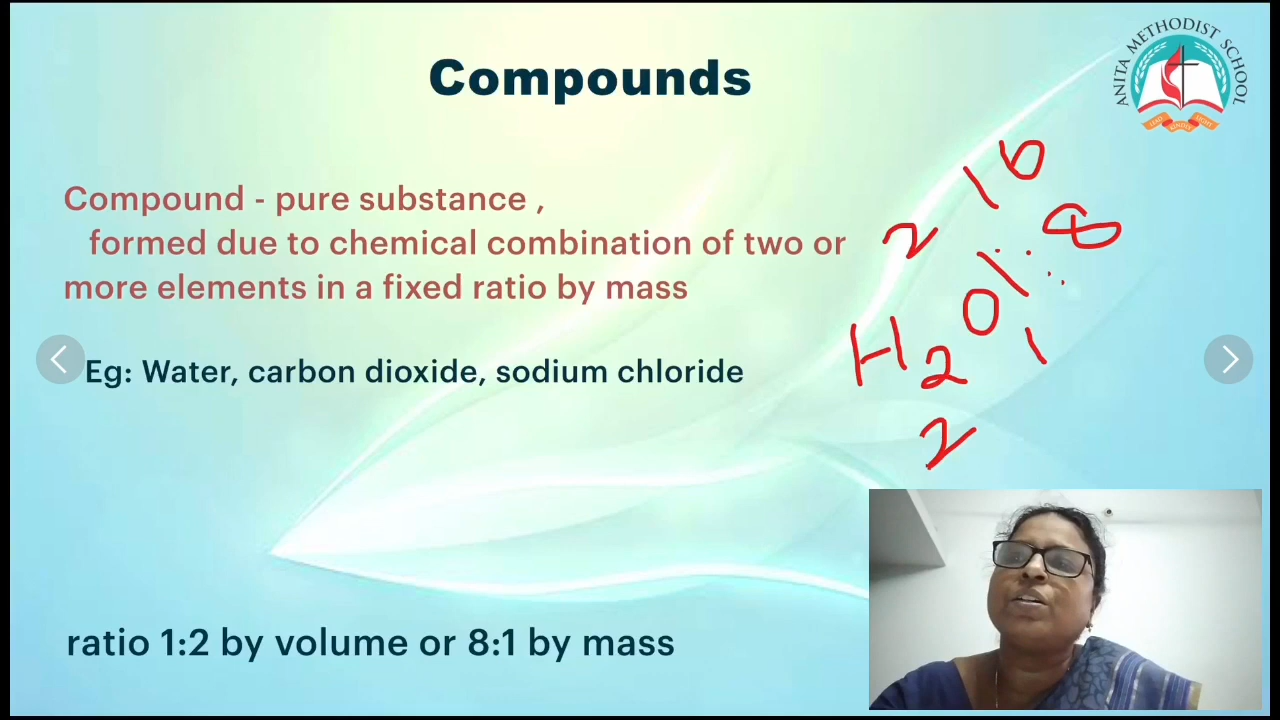 Compounds
ANITA METHODIST SCHOOL
Compound - pure substance ,
formed due to chemical combination of two or
more elements in a fixed ratio by mass
Eg: Water, carbon dioxide, sodium chloride
2 16
1:8
H2O
2 : 1
ratio 1:2 by volume or 8:1 by mass